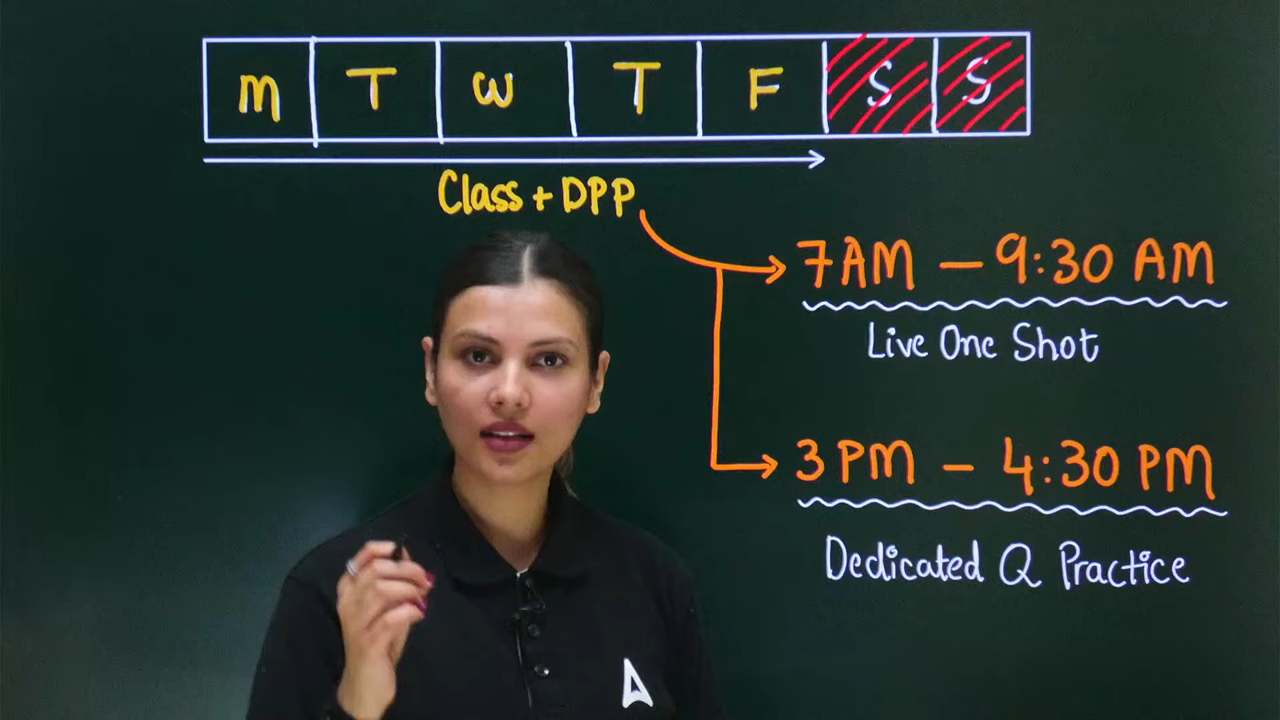 M T W T F S S
Class + DPP
7AM – 9:30 AM
Live One Shot
3 PM – 4:30 PM
Dedicated Q Practice